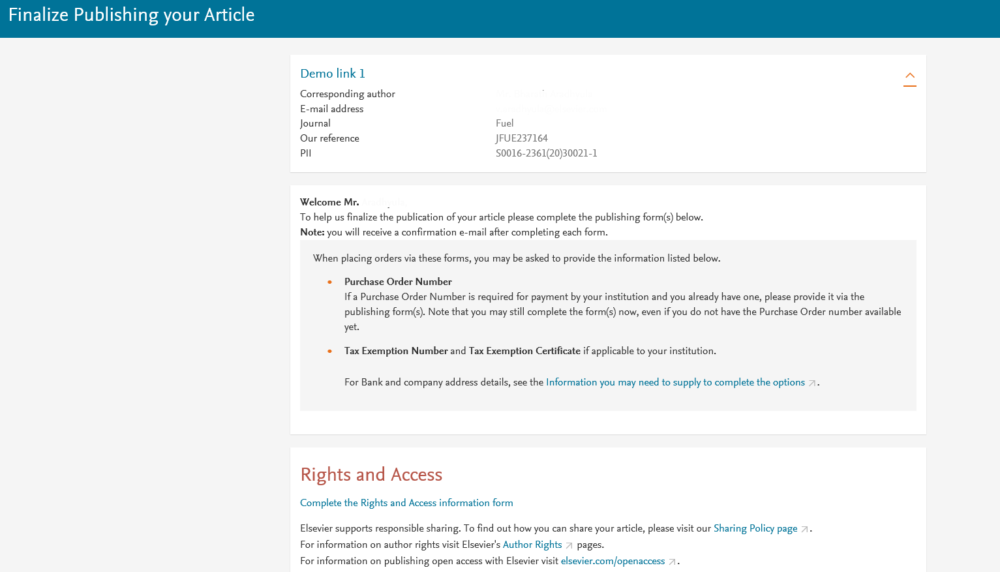 Finalize Publishing your Article
Demo link 1
Corresponding author
E-mail address
Journal Fuel
Our reference JFUE237164
PII S0016-2361(20)30021-1
Welcome Mr.
To help us finalize the publication of your article please complete the publishing form(s) below.
Note: you will receive a confirmation e-mail after completing each form.
When placing orders via these forms, you may be asked to provide the information listed below.
• Purchase Order Number
If a Purchase Order Number is required for payment by your institution and you already have one, please provide it via the
publishing form(s). Note that you may still complete the form(s) now, even if you do not have the Purchase Order number available
yet.
• Tax Exemption Number and Tax Exemption Certificate if applicable to your institution.
For Bank and company address details, see the Information you may need to supply to complete the options.
Rights and Access
Complete the Rights and Access information form
Elsevier supports responsible sharing. To find out how you can share your article, please visit our Sharing Policy page.
For information on author rights visit Elsevier's Author Rights pages.
For information on publishing open access with Elsevier visit elsevier.com/openaccess.